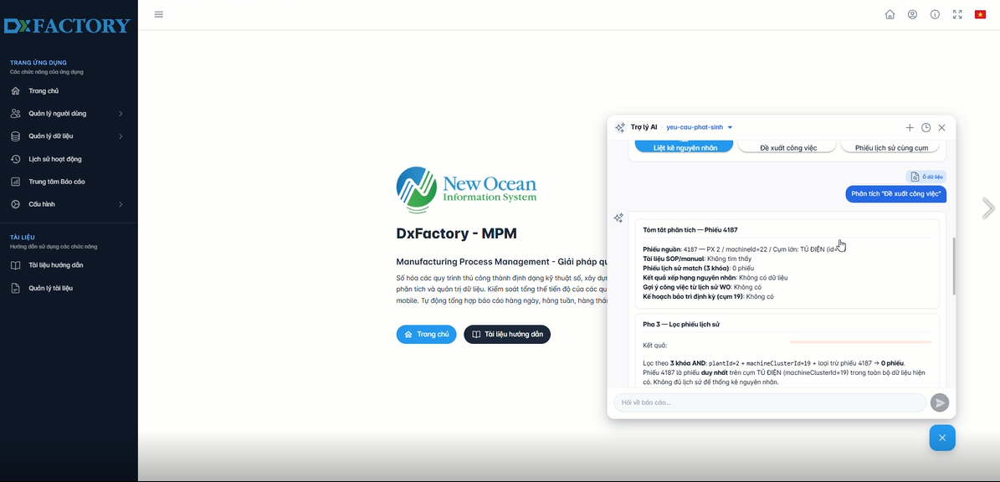 DXFACTORY
TRANG ỨNG DỤNG
Các chức năng của ứng dụng
Trang chủ
Quản lý người dùng
Quản lý dữ liệu
Lịch sử hoạt động
Trung tâm Báo cáo
Cấu hình
TÀI LIỆU
Hướng dẫn sử dụng các chức năng
Tài liệu hướng dẫn
Quản lý tài liệu
New Ocean
Information System
DxFactory - MPM
Manufacturing Process Management - Giải pháp qu
Số hóa các quy trình thủ công thành định dạng kỹ thuật số, xây dự
phân tích và quản trị dữ liệu. Kiểm soát tổng thể tiến độ của các qu
mobile. Tự động tổng hợp báo cáo hàng ngày, hàng tuần, hàng thán
Trang chủ
Tài liệu hướng dẫn
Trợ lý AI
yeu-cau-phat-sinh
Liệt kê nguyên nhân
Đề xuất công việc
Phiếu lịch sử cùng cụm
Ô dữ liệu
Phân tích "Đề xuất công việc"
Tóm tắt phân tích — Phiếu 4187
Phiếu nguồn: 4187 — PX 2 / machineId=22 / Cụm lớn: TỦ ĐIỆN (id=
Tài liệu SOP/manual: Không tìm thấy
Phiếu lịch sử match (3 khóa): 0 phiếu
Kết quả xếp hạng nguyên nhân: Không có dữ liệu
Gợi ý công việc từ lịch sử WO: Không có
Kế hoạch bảo trì định kỳ (cụm 19): Không có
Pha 3 — Lọc phiếu lịch sử
Kết quả:
Lọc theo 3 khóa AND: plantId=2 + machineClusterId=19 + loại trừ phiếu 4187 → 0 phiếu.
Phiếu 4187 là phiếu duy nhất trên cụm TỦ ĐIỆN (machineClusterId=19) trong toàn bộ dữ liệu hiện
có. Không đủ lịch sử để thống kê nguyên nhân.
Hỏi về báo cáo...